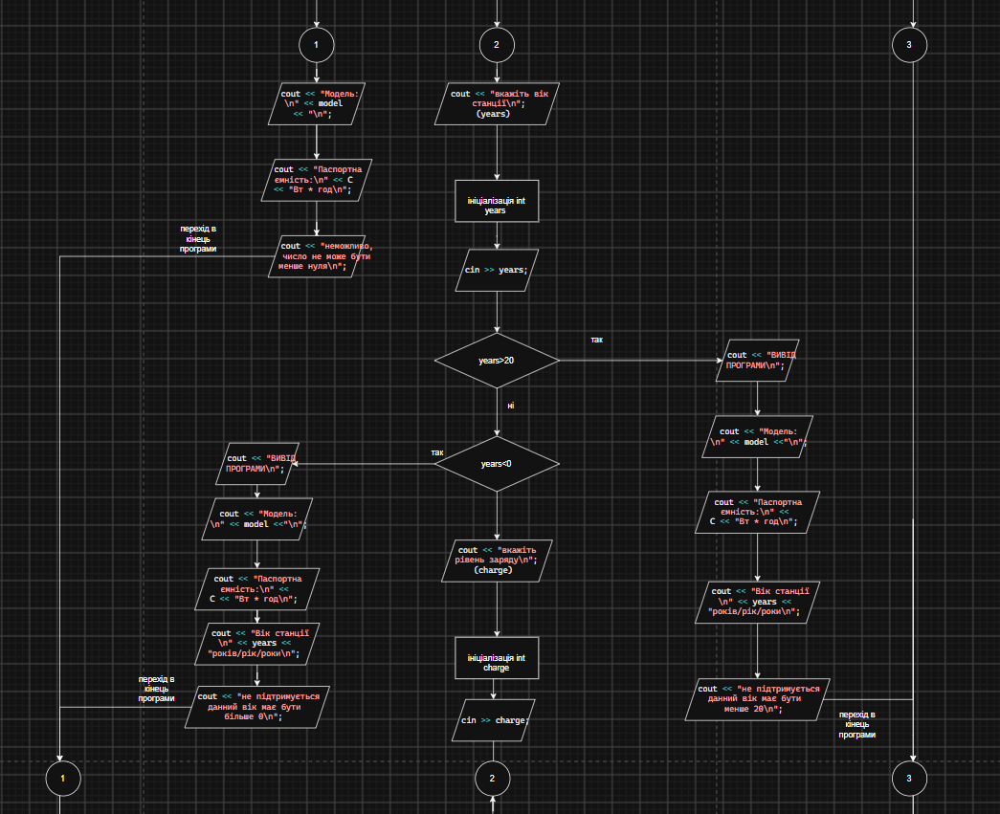 1
2
3
cout << "Модель:
\n" << model
<< "\n";
cout << "вкажіть вік
станції\n";
(years)
cout << "Паспортна
ємність:\n" << C
<< "Вт * год\n";
ініціалізація int
years
перехід в
кінець
програми
cout << "неможливо,
число не може бути
менше нуля\n";
cin >> years;
так
years>20
cout << "ВИВІД
ПРОГРАМИ\n";
ні
cout << "Модель:
\n" << model <<"\n";
так
years<0
cout << "ВИВІД
ПРОГРАМИ\n";
cout << "Паспортна
ємність:\n" <<
C << "Вт * год\n";
cout << "Модель:
\n" << model <<"\n";
cout << "вкажіть
рівень заряду\n";
(charge)
cout << "Паспортна
ємність:\n" <<
C << "Вт * год\n";
cout << "Вік станції
\n" << years <<
"років/рік/роки\n";
cout << "Вік станції
\n" << years <<
"років/рік/роки\n";
ініціалізація int
charge
перехід в
кінець
програми
cout << "не підтримується
данний вік має бути
більше 0\n";
cin >> charge;
cout << "не підтримується
данний вік має бути
менше 20\n";
перехід в
кінець
програми
1
2
3